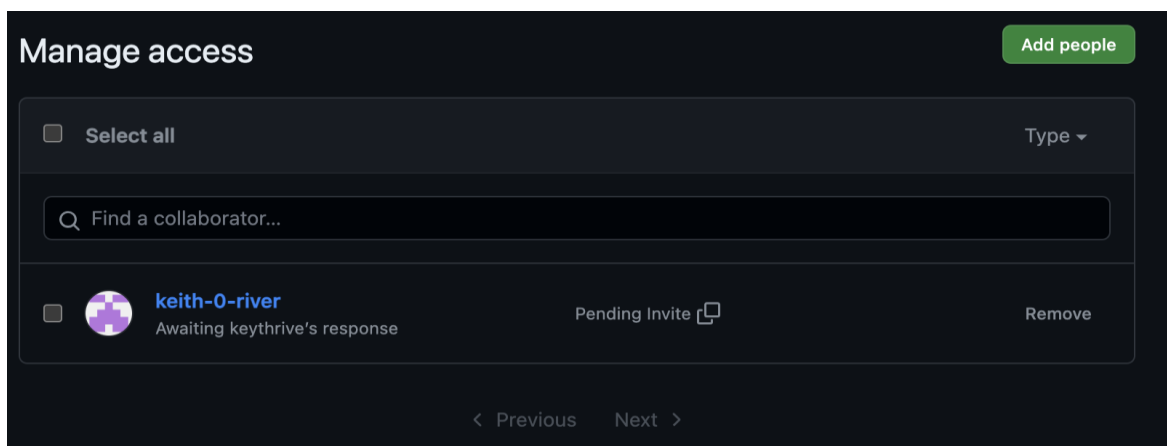 Manage access
Add people
Select all
Type
Find a collaborator...
keith-0-river
Awaiting keythrive's response
Pending Invite
Remove
Previous
Next